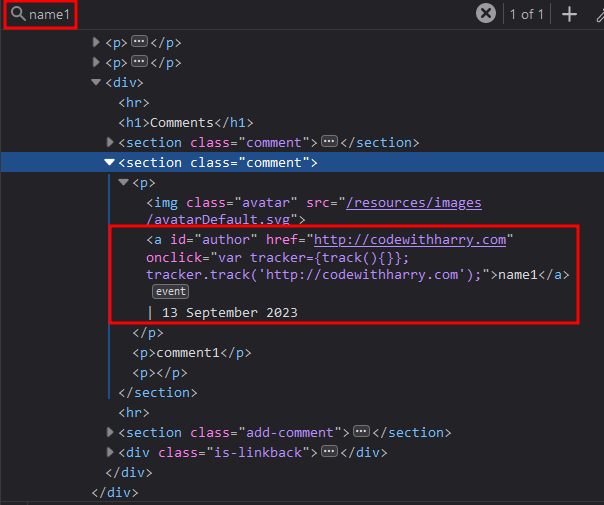 name1 1 of 1
<p> ··· </p>
<p> ··· </p>
<div>
<hr>
<h1>Comments</h1>
<section class="comment"> ··· </section>
<section class="comment">
<p>
<img class="avatar" src="/resources/images
/avatarDefault.svg">
<a id="author" href="http://codewithharry.com"
onclick="var tracker={track(){}};
tracker.track('http://codewithharry.com');">name1</a>
event
| 13 September 2023
</p>
<p>comment1</p>
<p></p>
</section>
<hr>
<section class="add-comment"> ··· </section>
<div class="is-linkback"> ··· </div>
</div>
</div>